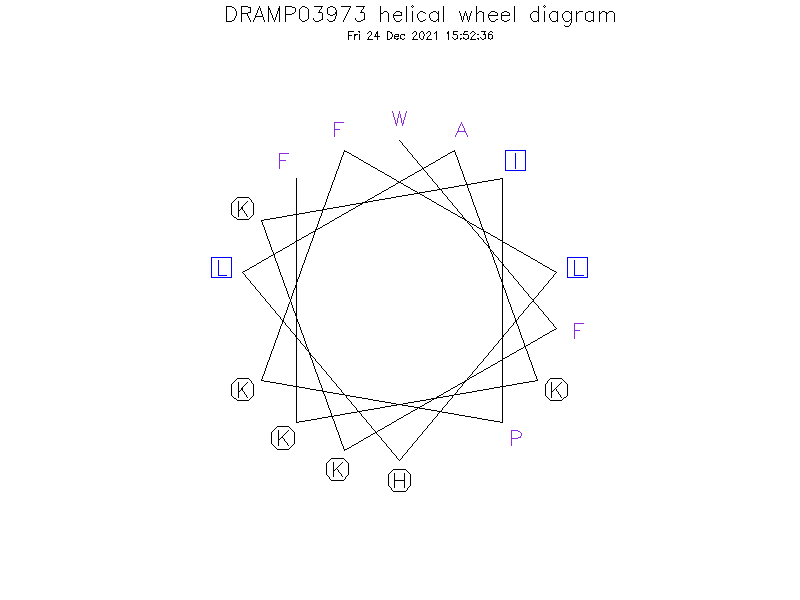 DRAMP03973 helical wheel diagram
Fri 24 Dec 2021 15:52:36
W
F A
F I
K
L L
F
K K
K P
K
H